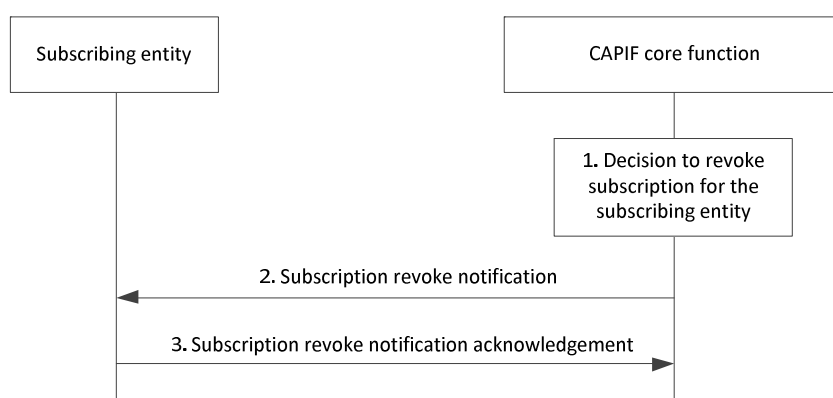 Subscribing entity
CAPIF core function
1. Decision to revoke
subscription for the
subscribing entity
2. Subscription revoke notification
3. Subscription revoke notification acknowledgement